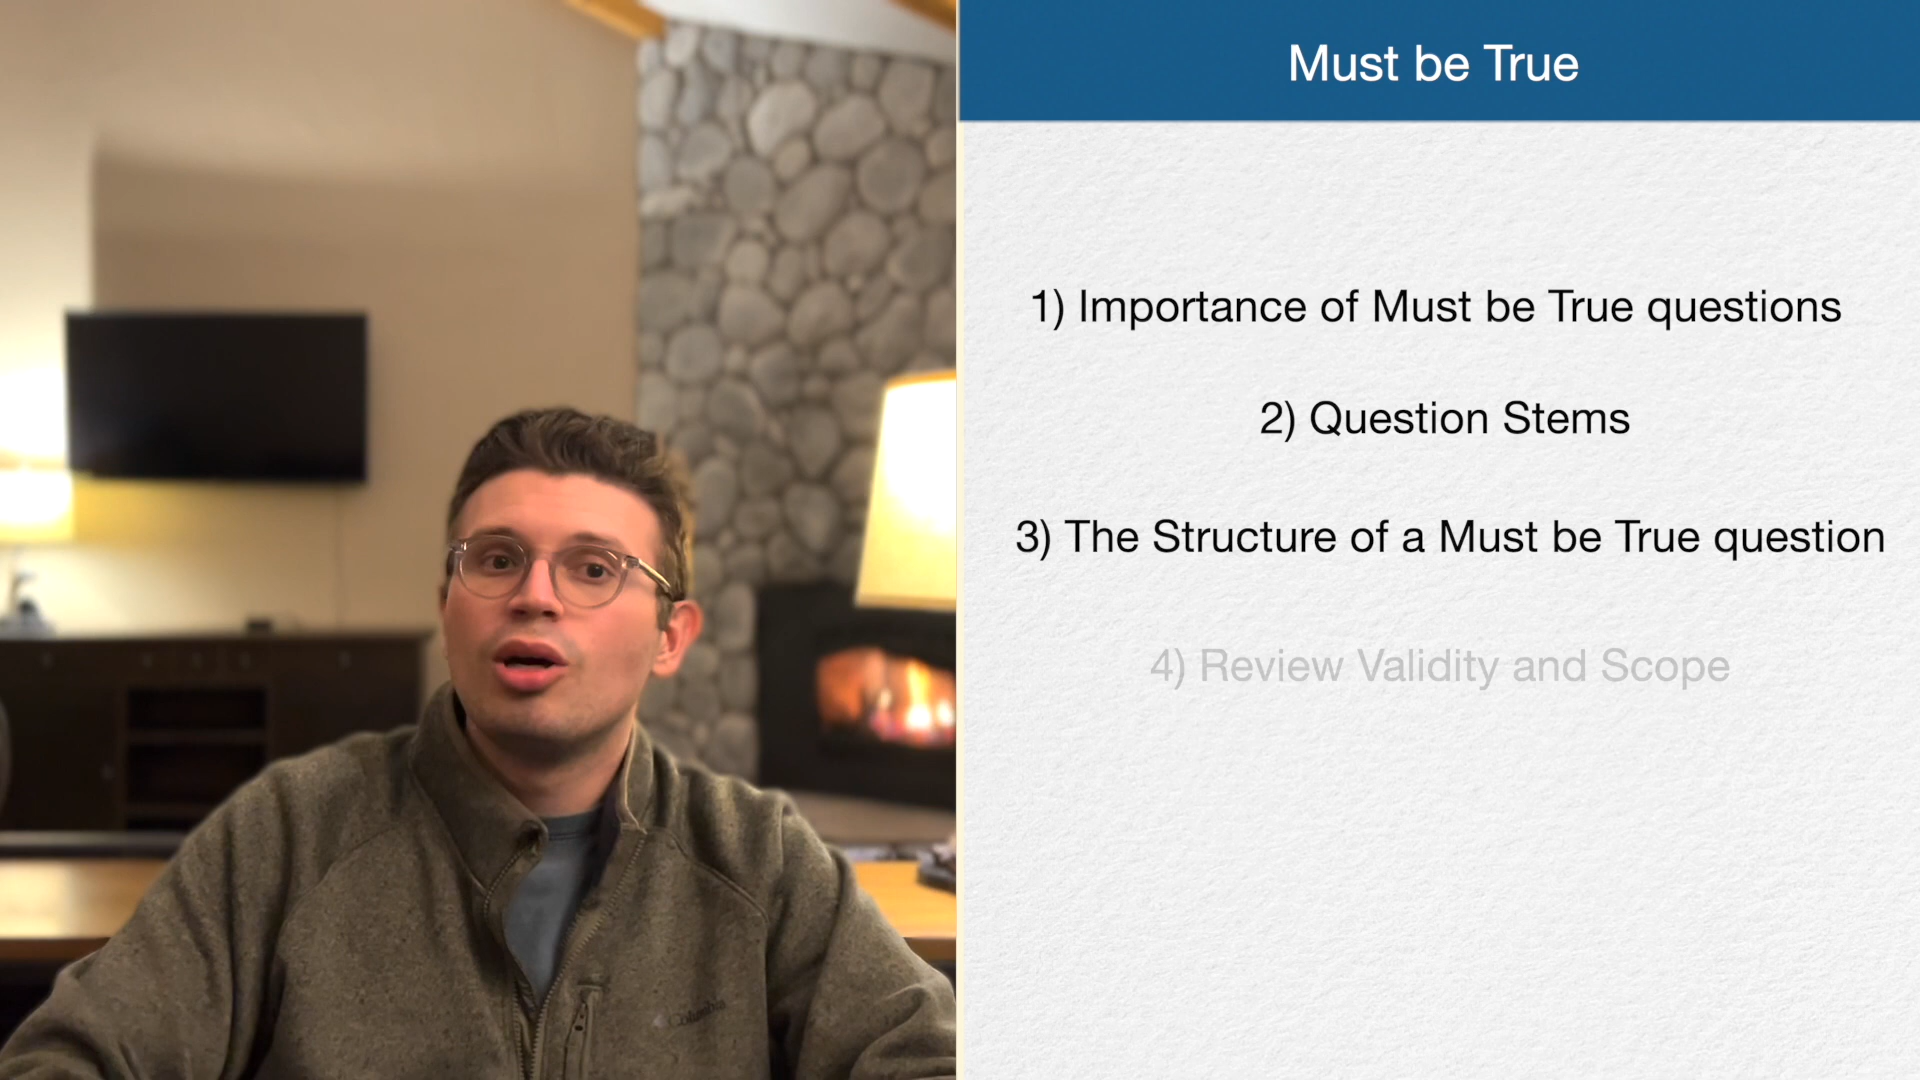 Must be True
1) Importance of Must be True questions
2) Question Stems
3) The Structure of a Must be True question
4) Review Validity and Scope
Columbia